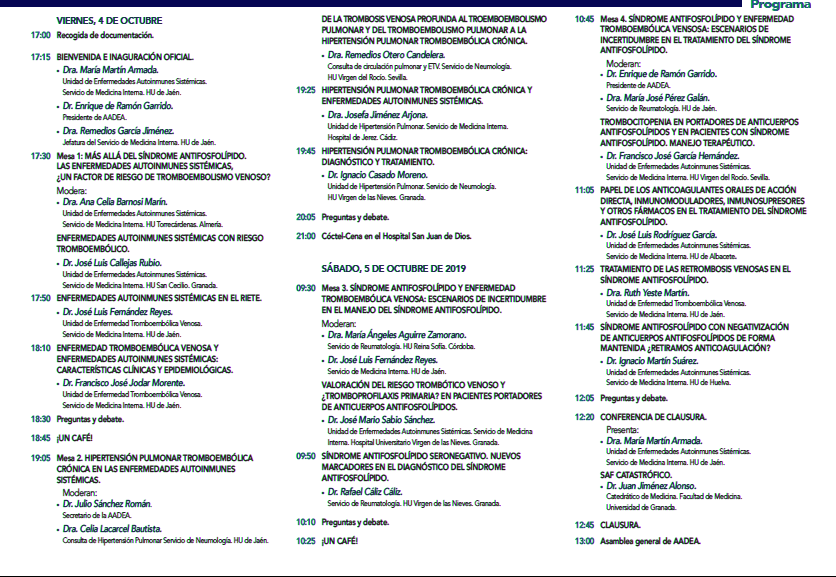 Programa
VIERNES, 4 DE OCTUBRE
17:00 Recogida de documentación.
17:15 BIENVENIDA E INAGURACIÓN OFICIAL.
• Dra. María Martín Armada.
Unidad de Enfermedades Autoinmunes Sistémicas.
Servicio de Medicina Interna. HU de Jaén.
• Dr. Enrique de Ramón Garrido.
Presidente de AADEA.
• Dra. Remedios García Jiménez.
Jefatura del Servicio de Medicina Interna. HU de Jaén.
17:30 Mesa 1: MÁS ALLÁ DEL SÍNDROME ANTIFOSFOLÍPIDO.
LAS ENFERMEDADES AUTOINMUNES SISTÉMICAS,
¿UN FACTOR DE RIESGO DE TROMBOEMBOLISMO VENOSO?
Modera:
• Dra. Ana Celia Barnosi Marín.
Unidad de Enfermedades Autoinmunes Sistémicas.
Servicio de Medicina Interna. HU Torrecárdenas. Almería.
ENFERMEDADES AUTOINMUNES SISTÉMICAS CON RIESGO
TROMBOEMBÓLICO.
• Dr. José Luis Callejas Rubio.
Unidad de Enfermedades Autoinmunes Sistémicas.
Servicio de Medicina Interna. HU San Cecilio. Granada.
17:50 ENFERMEDADES AUTOINMUNES SISTÉMICAS EN EL RIETE.
• Dr. José Luis Fernández Reyes.
Unidad de Enfermedad Tromboembólica Venosa.
Servicio de Medicina Interna. HU de Jaén.
18:10 ENFERMEDAD TROMBOEMBÓLICA VENOSA Y
ENFERMEDADES AUTOINMUNES SISTÉMICAS:
CARACTERÍSTICAS CLÍNICAS Y EPIDEMIOLÓGICAS.
• Dr. Francisco José Jodar Morente.
Unidad de Enfermedad Tromboembólica Venosa.
Servicio de Medicina Interna. HU de Jaén.
18:30 Preguntas y debate.
18:45 ¡UN CAFÉ!
19:05 Mesa 2. HIPERTENSIÓN PULMONAR TROMBOEMBÓLICA
CRÓNICA EN LAS ENFERMEDADES AUTOINMUNES
SISTÉMICAS.
Moderan:
• Dr. Julio Sánchez Román.
Secretario de la AADEA.
• Dra. Celia Lacarcel Bautista.
Consulta de Hipertensión Pulmonar Servicio de Neumología. HU de Jaén.
DE LA TROMBOSIS VENOSA PROFUNDA AL TROEMBOEMBOLISMO
PULMONAR Y DEL TROMBOEMBOLISMO PULMONAR A LA
HIPERTENSIÓN PULMONAR TROMBOEMBÓLICA CRÓNICA.
• Dra. Remedios Otero Candelera.
Consulta de circulación pulmonar y ETV. Servicio de Neumología.
HU Virgen del Rocío. Sevilla.
19:25 HIPERTENSIÓN PULMONAR TROMBOEMBÓLICA CRÓNICA Y
ENFERMEDADES AUTOINMUNES SISTÉMICAS.
• Dra. Josefa Jiménez Arjona.
Unidad de Hipertensión Pulmonar. Servicio de Medicina Interna.
Hospital de Jerez. Cádiz.
19:45 HIPERTENSIÓN PULMONAR TROMBOEMBÓLICA CRÓNICA:
DIAGNÓSTICO Y TRATAMIENTO.
• Dr. Ignacio Casado Moreno.
Unidad de Hipertensión Pulmonar. Servicio de Neumología.
HU Virgen de las Nieves. Granada.
20:05 Preguntas y debate.
21:00 Cóctel-Cena en el Hospital San Juan de Dios.
SÁBADO, 5 DE OCTUBRE DE 2019
09:30 Mesa 3. SÍNDROME ANTIFOSFOLÍPIDO Y ENFERMEDAD
TROMBOEMBÓLICA VENOSA: ESCENARIOS DE INCERTIDUMBRE
EN EL MANEJO DEL SÍNDROME ANTIFOSFOLÍPIDO.
Moderan:
• Dra. María Ángeles Aguirre Zamorano.
Servicio de Reumatología. HU Reina Sofía. Córdoba.
• Dr. José Luis Fernández Reyes.
Servicio de Medicina Interna. HU de Jaén.
VALORACIÓN DEL RIESGO TROMBÓTICO VENOSO Y
¿TROMBOPROFILAXIS PRIMARIA? EN PACIENTES PORTADORES
DE ANTICUERPOS ANTIFOSFOLÍPIDOS.
• Dr. José Mario Sabio Sánchez.
Unidad de Enfermedades Autoinmunes Sistémicas. Servicio de Medicina
Interna. Hospital Universitario Virgen de las Nieves. Granada.
09:50 SÍNDROME ANTIFOSFOLÍPIDO SERONEGATIVO. NUEVOS
MARCADORES EN EL DIAGNÓSTICO DEL SÍNDROME
ANTIFOSFOLÍPIDO.
• Dr. Rafael Cáliz Cáliz.
Servicio de Reumatología. HU Virgen de las Nieves. Granada.
10:10 Preguntas y debate.
10:25 ¡UN CAFÉ!
10:45 Mesa 4. SÍNDROME ANTIFOSFOLÍPIDO Y ENFERMEDAD
TROMBOEMBÓLICA VENSOSA: ESCENARIOS DE
INCERTIDUMBRE EN EL TRATAMIENTO DEL SÍNDROME
ANTIFOSFOLÍPIDO.
Moderan:
• Dr. Enrique de Ramón Garrido.
Presidente de AADEA.
• Dra. María José Pérez Galán.
Servicio de Reumatología. HU de Jaén.
TROMBOCITOPENIA EN PORTADORES DE ANTICUERPOS
ANTIFOSFOLÍPIDOS Y EN PACIENTES CON SÍNDROME
ANTIFOSFOLÍPIDO. MANEJO TERAPÉUTICO.
• Dr. Francisco José García Hernández.
Unidad de Enfermedades Autoinmunes Sistémicas.
Servicio de Medicina Interna. HU Virgen del Rocío. Sevilla.
11:05 PAPEL DE LOS ANTICOAGULANTES ORALES DE ACCIÓN
DIRECTA, INMUNOMODULADORES, INMUNOSUPRESORES
Y OTROS FÁRMACOS EN EL TRATAMIENTO DEL SÍNDROME
ANTIFOSFOLÍPIDO.
• Dr. José Luis Rodríguez García.
Unidad de Enfermedades Autoinmunes Sistémicas.
Servicio de Medicina Interna. HU de Albacete.
11:25 TRATAMIENTO DE LAS RETROMBOSIS VENOSAS EN EL
SÍNDROME ANTIFOSFOLÍPIDO.
• Dra. Ruth Yeste Martín.
Unidad de Enfermedad Tromboembólica Venosa.
Servicio de Medicina Interna. HU de Jaén.
11:45 SÍNDROME ANTIFOSFOLÍPIDO CON NEGATIVIZACIÓN
DE ANTICUERPOS ANTIFOSFOLÍPIDOS DE FORMA
MANTENIDA ¿RETIRAMOS ANTICOAGULACIÓN?
• Dr. Ignacio Martín Suárez.
Unidad de Enfermedades Autoinmunes Sistémicas.
Servicio de Medicina Interna. HU de Huelva.
12:05 Preguntas y debate.
12:20 CONFERENCIA DE CLAUSURA.
Presenta:
• Dra. María Martín Armada.
Unidad de Enfermedades Autoinmunes Sistémicas.
Servicio de Medicina Interna. HU de Jaén.
SAF CATASTRÓFICO.
• Dr. Juan Jiménez Alonso.
Catedrático de Medicina. Facultad de Medicina.
Universidad de Granada.
12:45 CLAUSURA.
13:00 Asamblea general de AADEA.